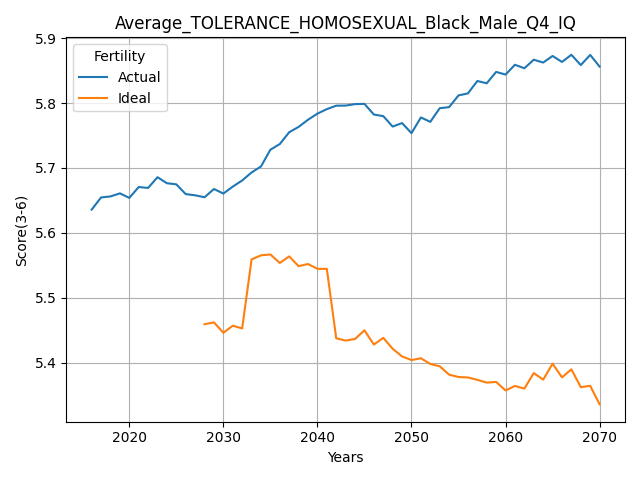 Average_TOLERANCE_HOMOSEXUAL_Black_Male_Q4_IQ
Fertility
Actual
Ideal
Score(3-6)
5.9
5.8
5.7
5.6
5.5
5.4
2020 2030 2040 2050 2060 2070
Years